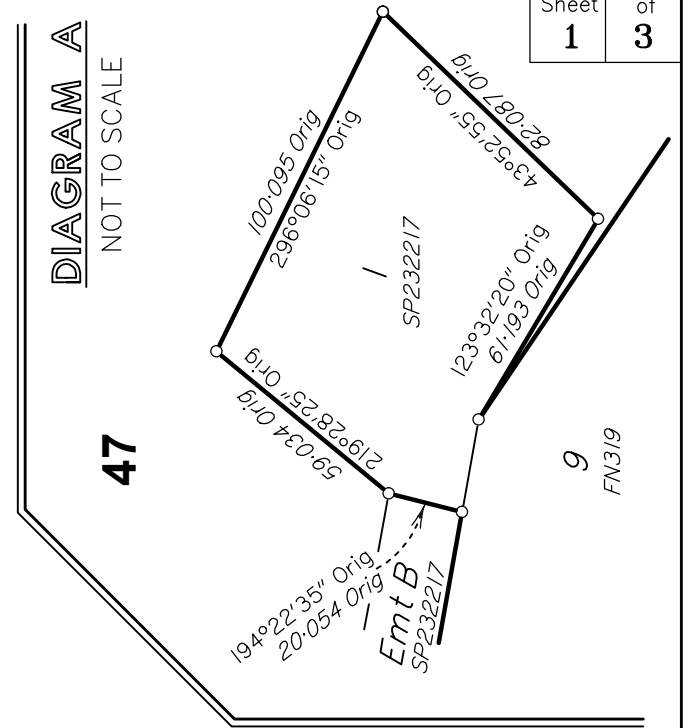 Sheet
1
of
3
DIAGRAM A
NOT TO SCALE
47
100·095 Orig
296°06'15" Orig
82·087 Orig
43°52'55" Orig
1
SP232217
123°32'20" Orig
61·193 Orig
219°28'25" Orig
59·034 Orig
194°22'35" Orig
20·054 Orig
Emt B
SP232217
9
FN319